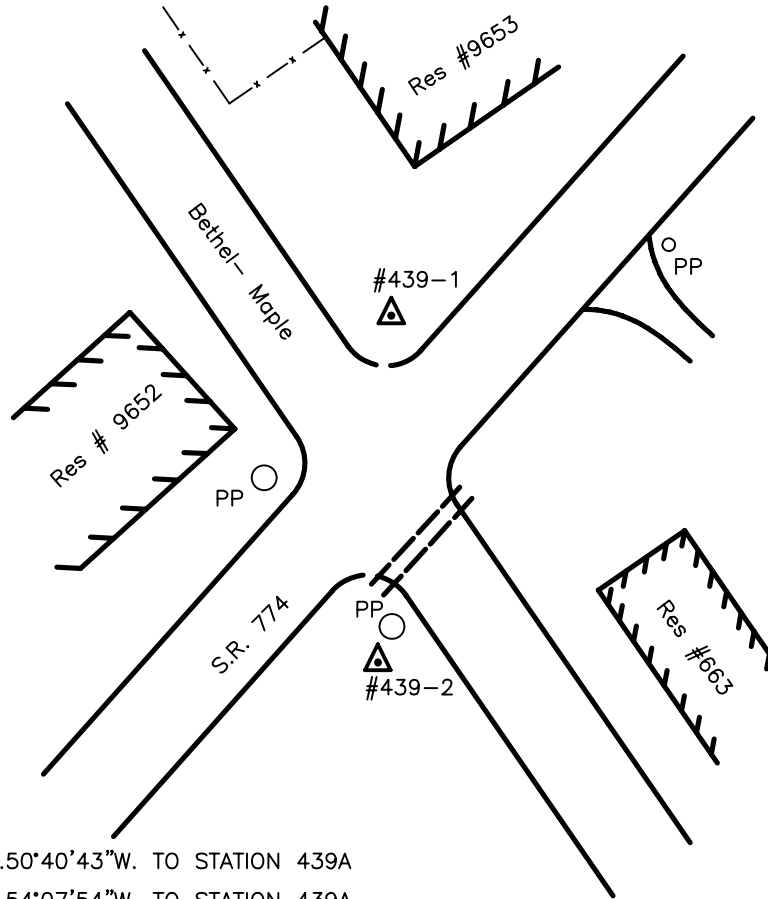 Res #9653
Bethel- Maple
#439-1
PP
Res # 9652
PP
S.R. 774
PP
#439-2
Res #663
.50°40'43"W. TO STATION 439A
54°07'54"W. TO STATION 439A